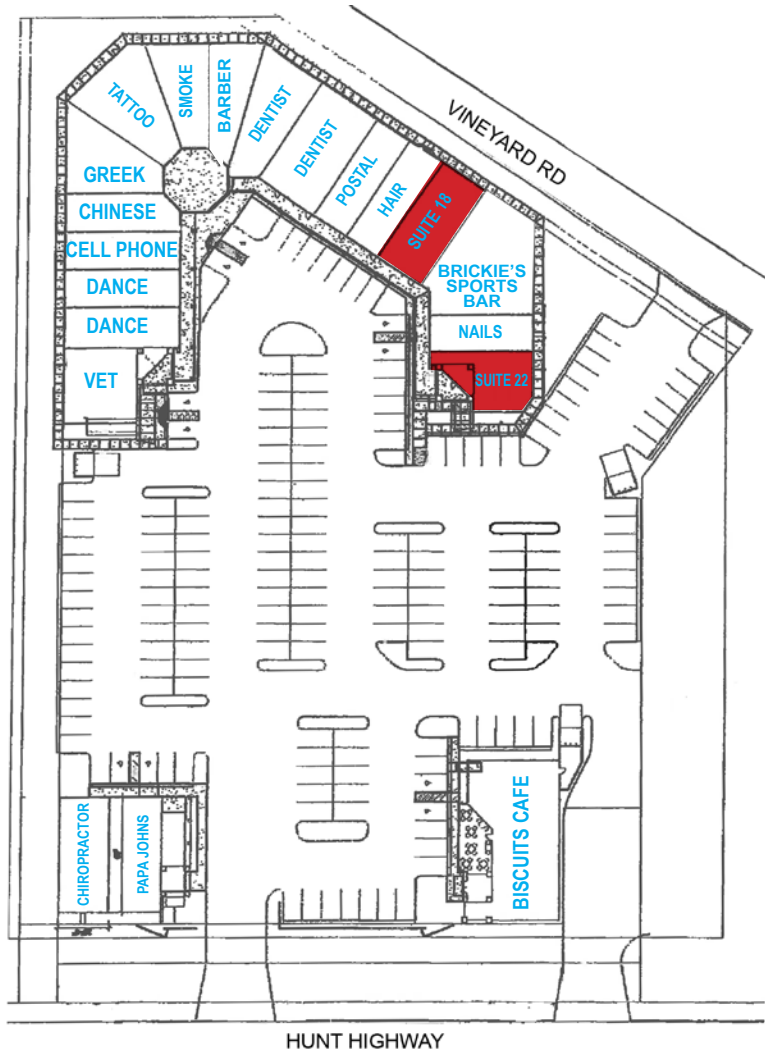 VINEYARD RD
TATTOO
SMOKE
BARBER
DENTIST
DENTIST
POSTAL
HAIR
SUITE 18
GREEK
CHINESE
CELL PHONE
DANCE
DANCE
VET
BRICKIE'S
SPORTS
BAR
NAILS
SUITE 22
CHIROPRACTOR
PAPA JOHNS
BISCUITS CAFE
HUNT HIGHWAY